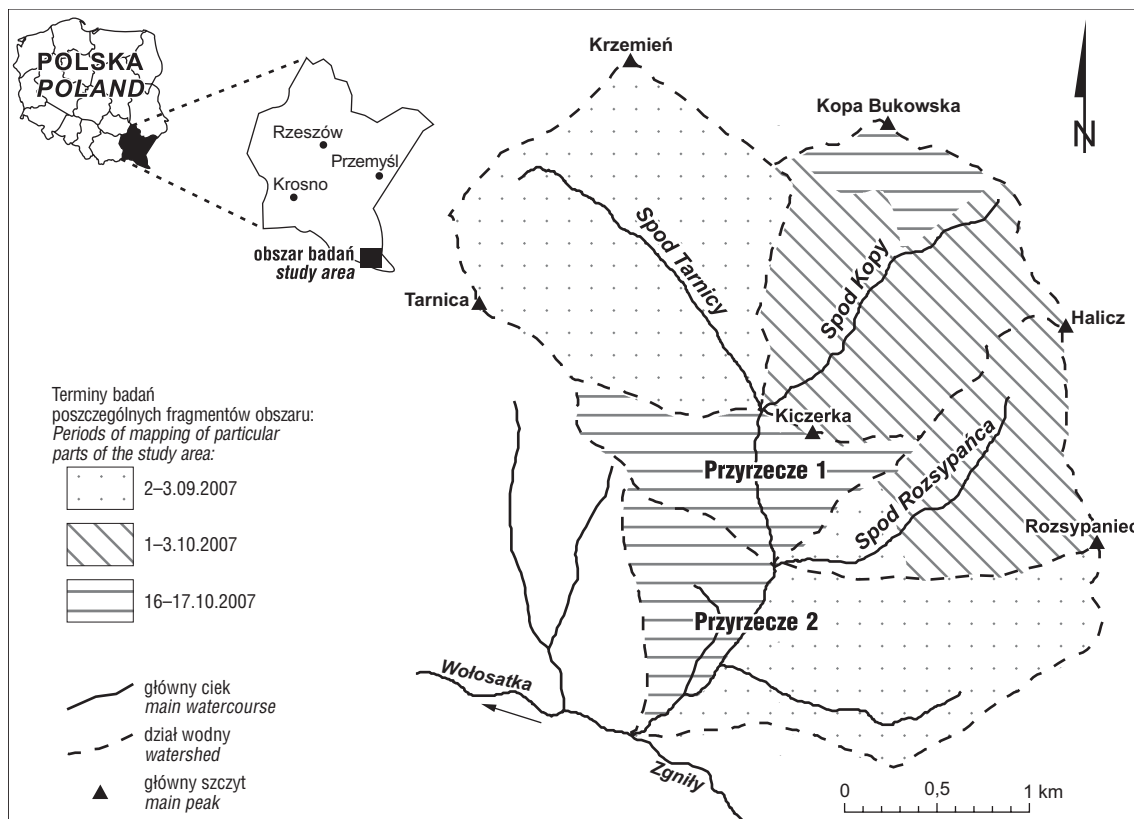 POLSKA
POLAND
Rzeszów
Przemyśl
Krosno
obszar badań
study area
Krzemień
Kopa Bukowska
N
Spod Tarnicy
Spod Kopy
Tarnica
Halicz
Kiczerka
Przyrzecze 1
Spod Rozsypańca
Rozsypaniec
Przyrzecze 2
Wołosatka
Zgniły
Terminy badań
poszczególnych fragmentów obszaru:
Periods of mapping of particular
parts of the study area:
2–3.09.2007
1–3.10.2007
16–17.10.2007
główny ciek
main watercourse
dział wodny
watershed
główny szczyt
main peak
0 0,5 1 km